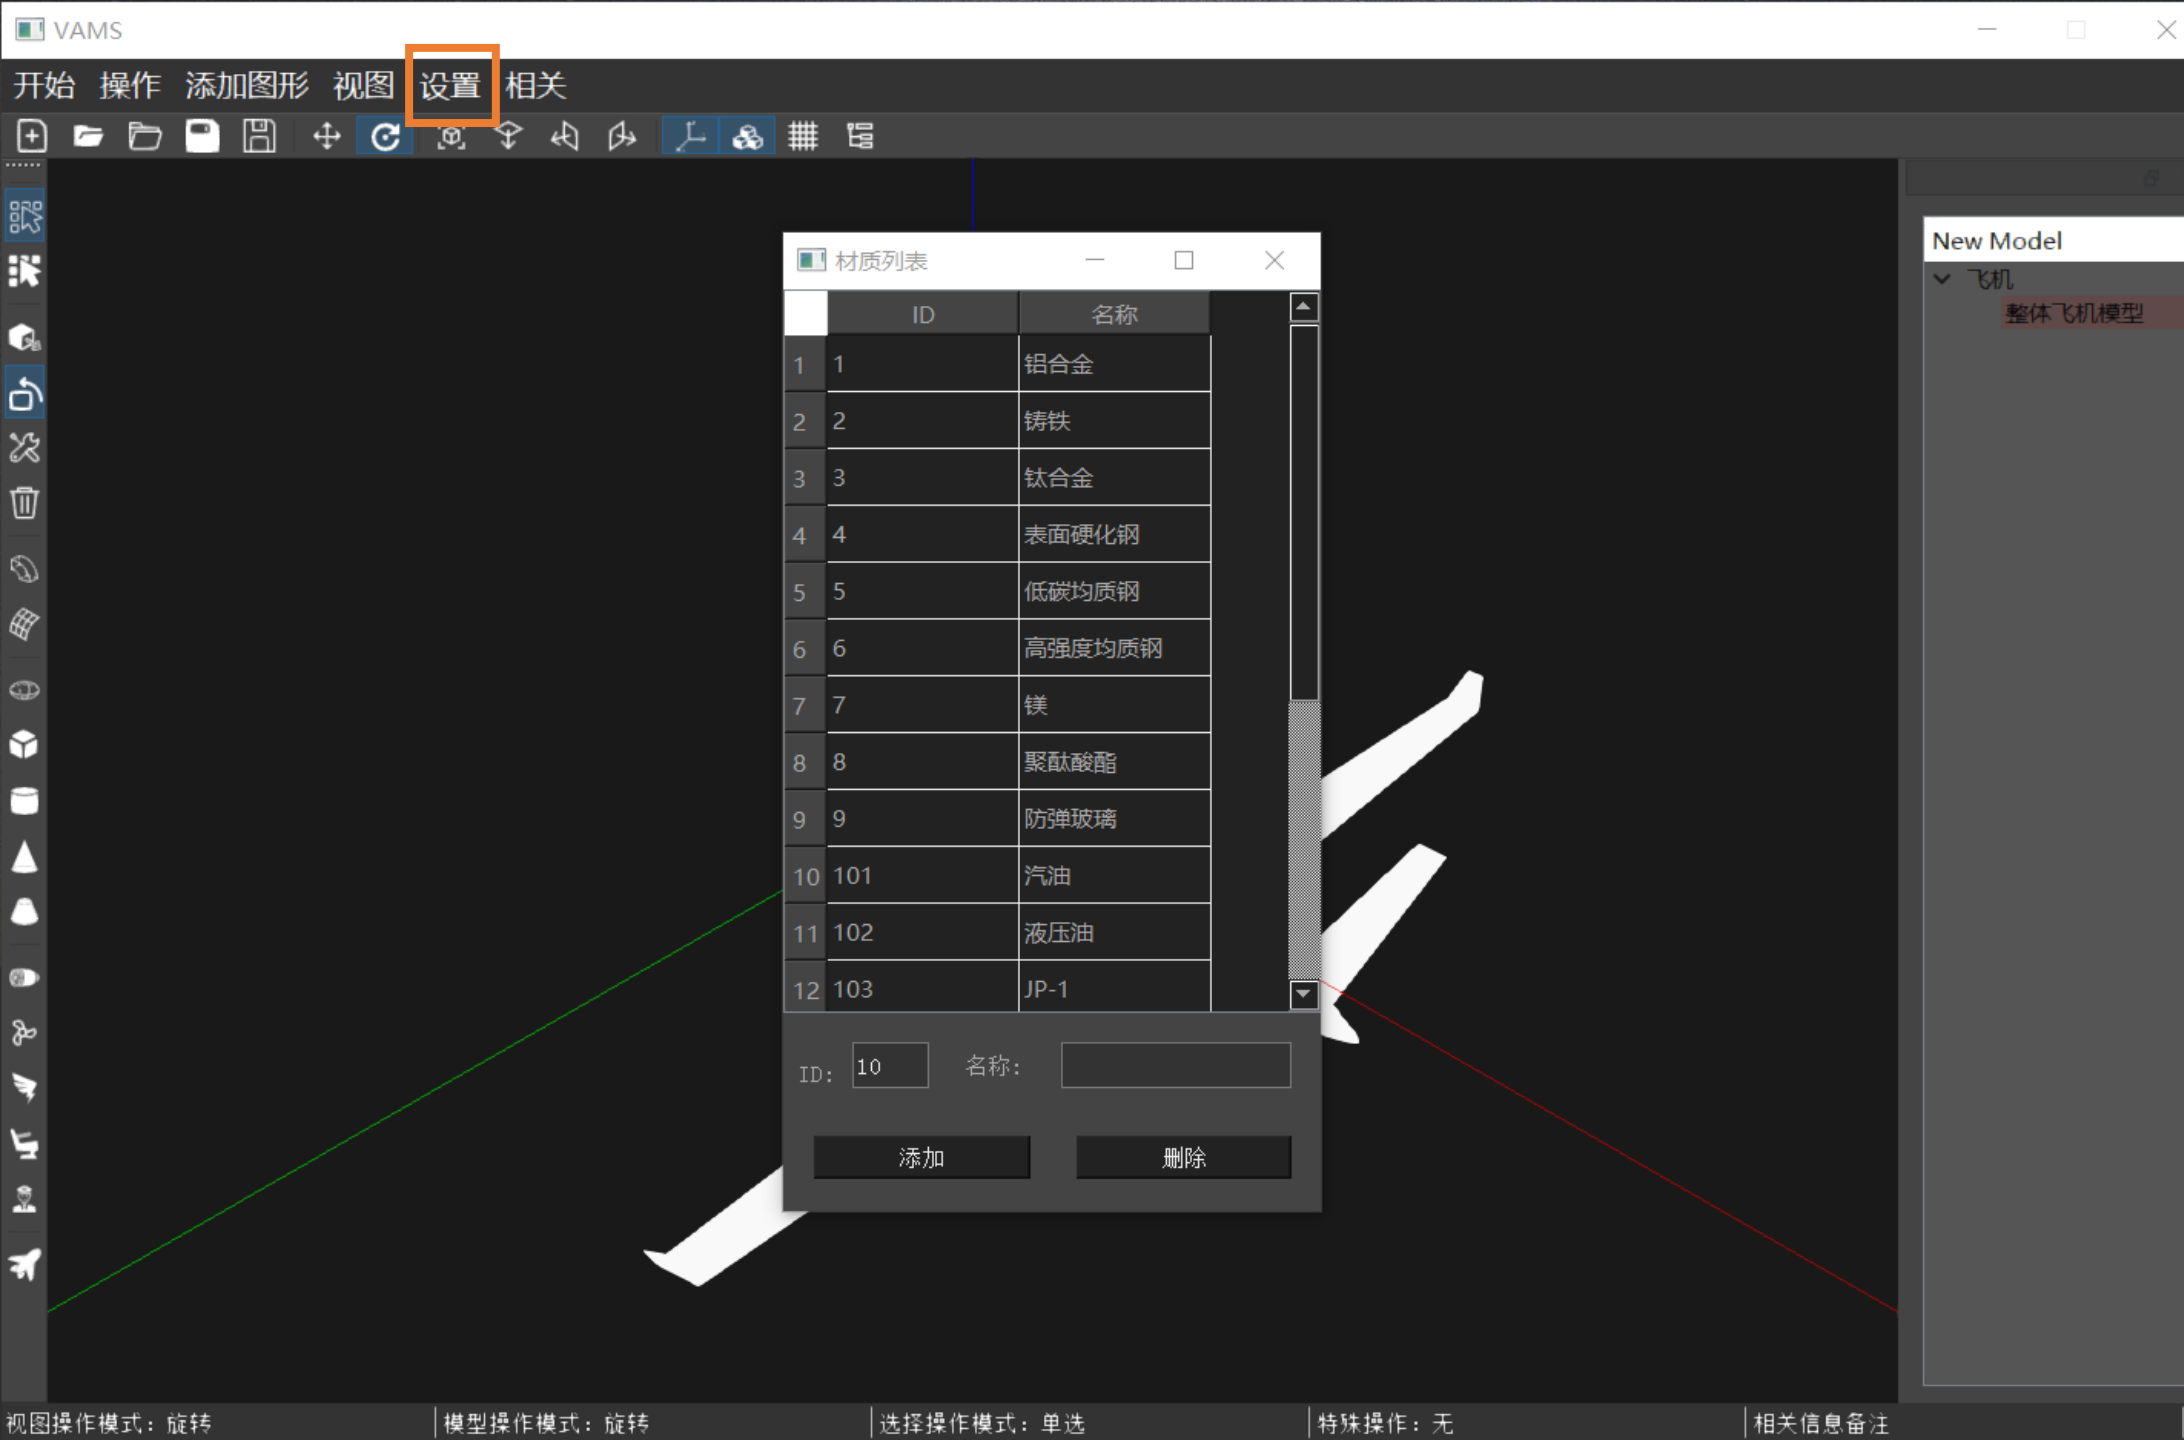 VAMS
开始 操作 添加图形 视图 设置 相关
New Model
飞机
整体飞机模型
材质列表
ID 名称
1 1 铝合金
2 2 铸铁
3 3 钛合金
4 4 表面硬化钢
5 5 低碳均质钢
6 6 高强度均质钢
7 7 镁
8 8 聚酞酸酯
9 9 防弹玻璃
10 101 汽油
11 102 液压油
12 103 JP-1
ID: 10 名称:
添加 删除
视图操作模式: 旋转 模型操作模式: 旋转 选择操作模式: 单选 特殊操作: 无 相关信息备注